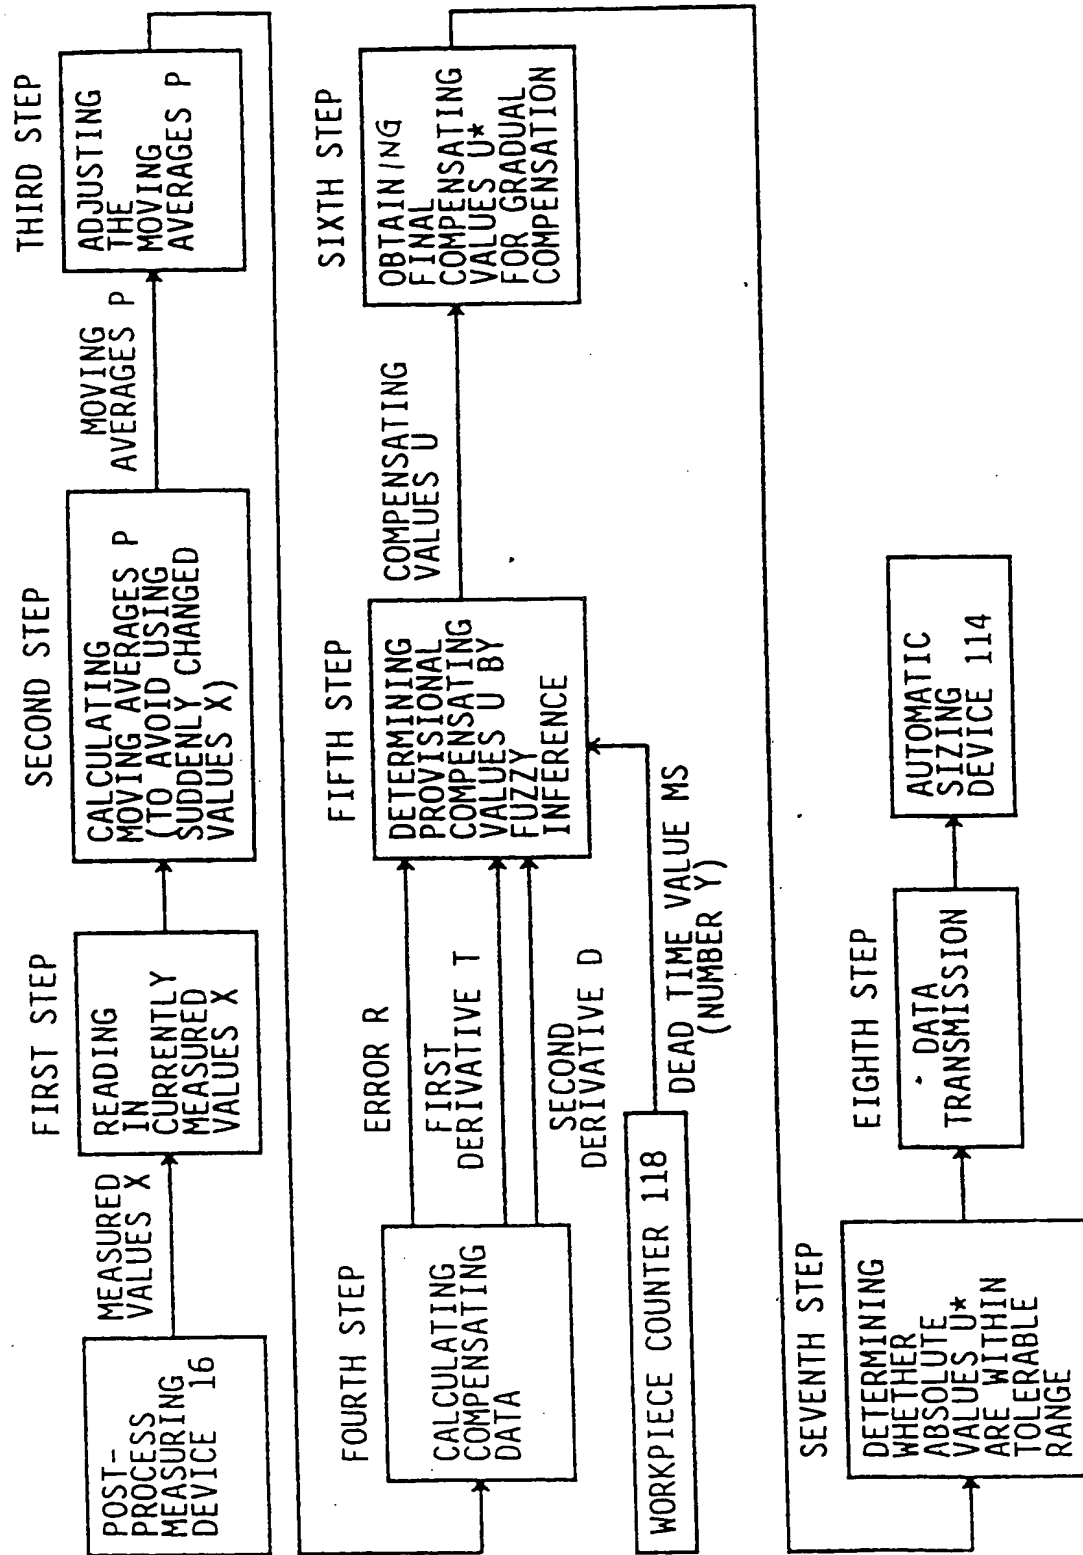 POST-
PROCESS
MEASURING
DEVICE 16
MEASURED
VALUES X
FIRST STEP
READING
IN
CURRENTLY
MEASURED
VALUES X
SECOND STEP
CALCULATING
MOVING AVERAGES P
(TO AVOID USING
SUDDENLY CHANGED
VALUES X)
MOVING
AVERAGES P
THIRD STEP
ADJUSTING
THE
MOVING
AVERAGES P
FOURTH STEP
CALCULATING
COMPENSATING
DATA
ERROR R
FIRST
DERIVATIVE T
SECOND
DERIVATIVE D
WORKPIECE COUNTER 118
DEAD TIME VALUE MS
(NUMBER Y)
FIFTH STEP
DETERMINING
PROVISIONAL
COMPENSATING
VALUES U BY
FUZZY
INFERENCE
COMPENSATING
VALUES U
SIXTH STEP
OBTAINING
FINAL
COMPENSATING
VALUES U*
FOR GRADUAL
COMPENSATION
SEVENTH STEP
DETERMINING
WHETHER
ABSOLUTE
VALUES U*
ARE WITHIN
TOLERABLE
RANGE
EIGHTH STEP
DATA
TRANSMISSION
AUTOMATIC
SIZING
DEVICE 114